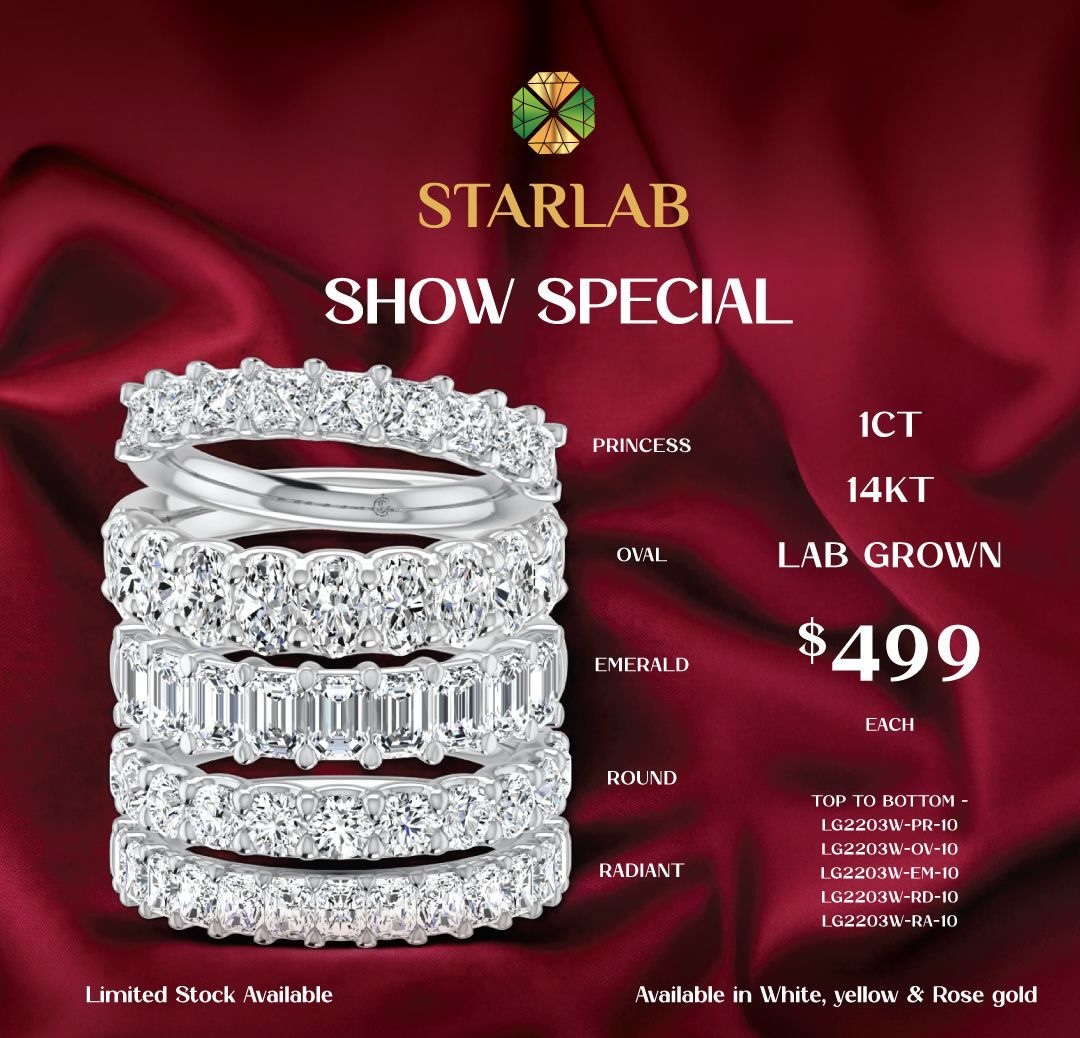 STARLAB
SHOW SPECIAL
PRINCESS
OVAL
EMERALD
ROUND
RADIANT
1CT
14KT
LAB GROWN
$499
EACH
TOP TO BOTTOM -
LG2203W-PR-10
LG2203W-OV-10
LG2203W-EM-10
LG2203W-RD-10
LG2203W-RA-10
Limited Stock Available
Available in White, yellow & Rose gold